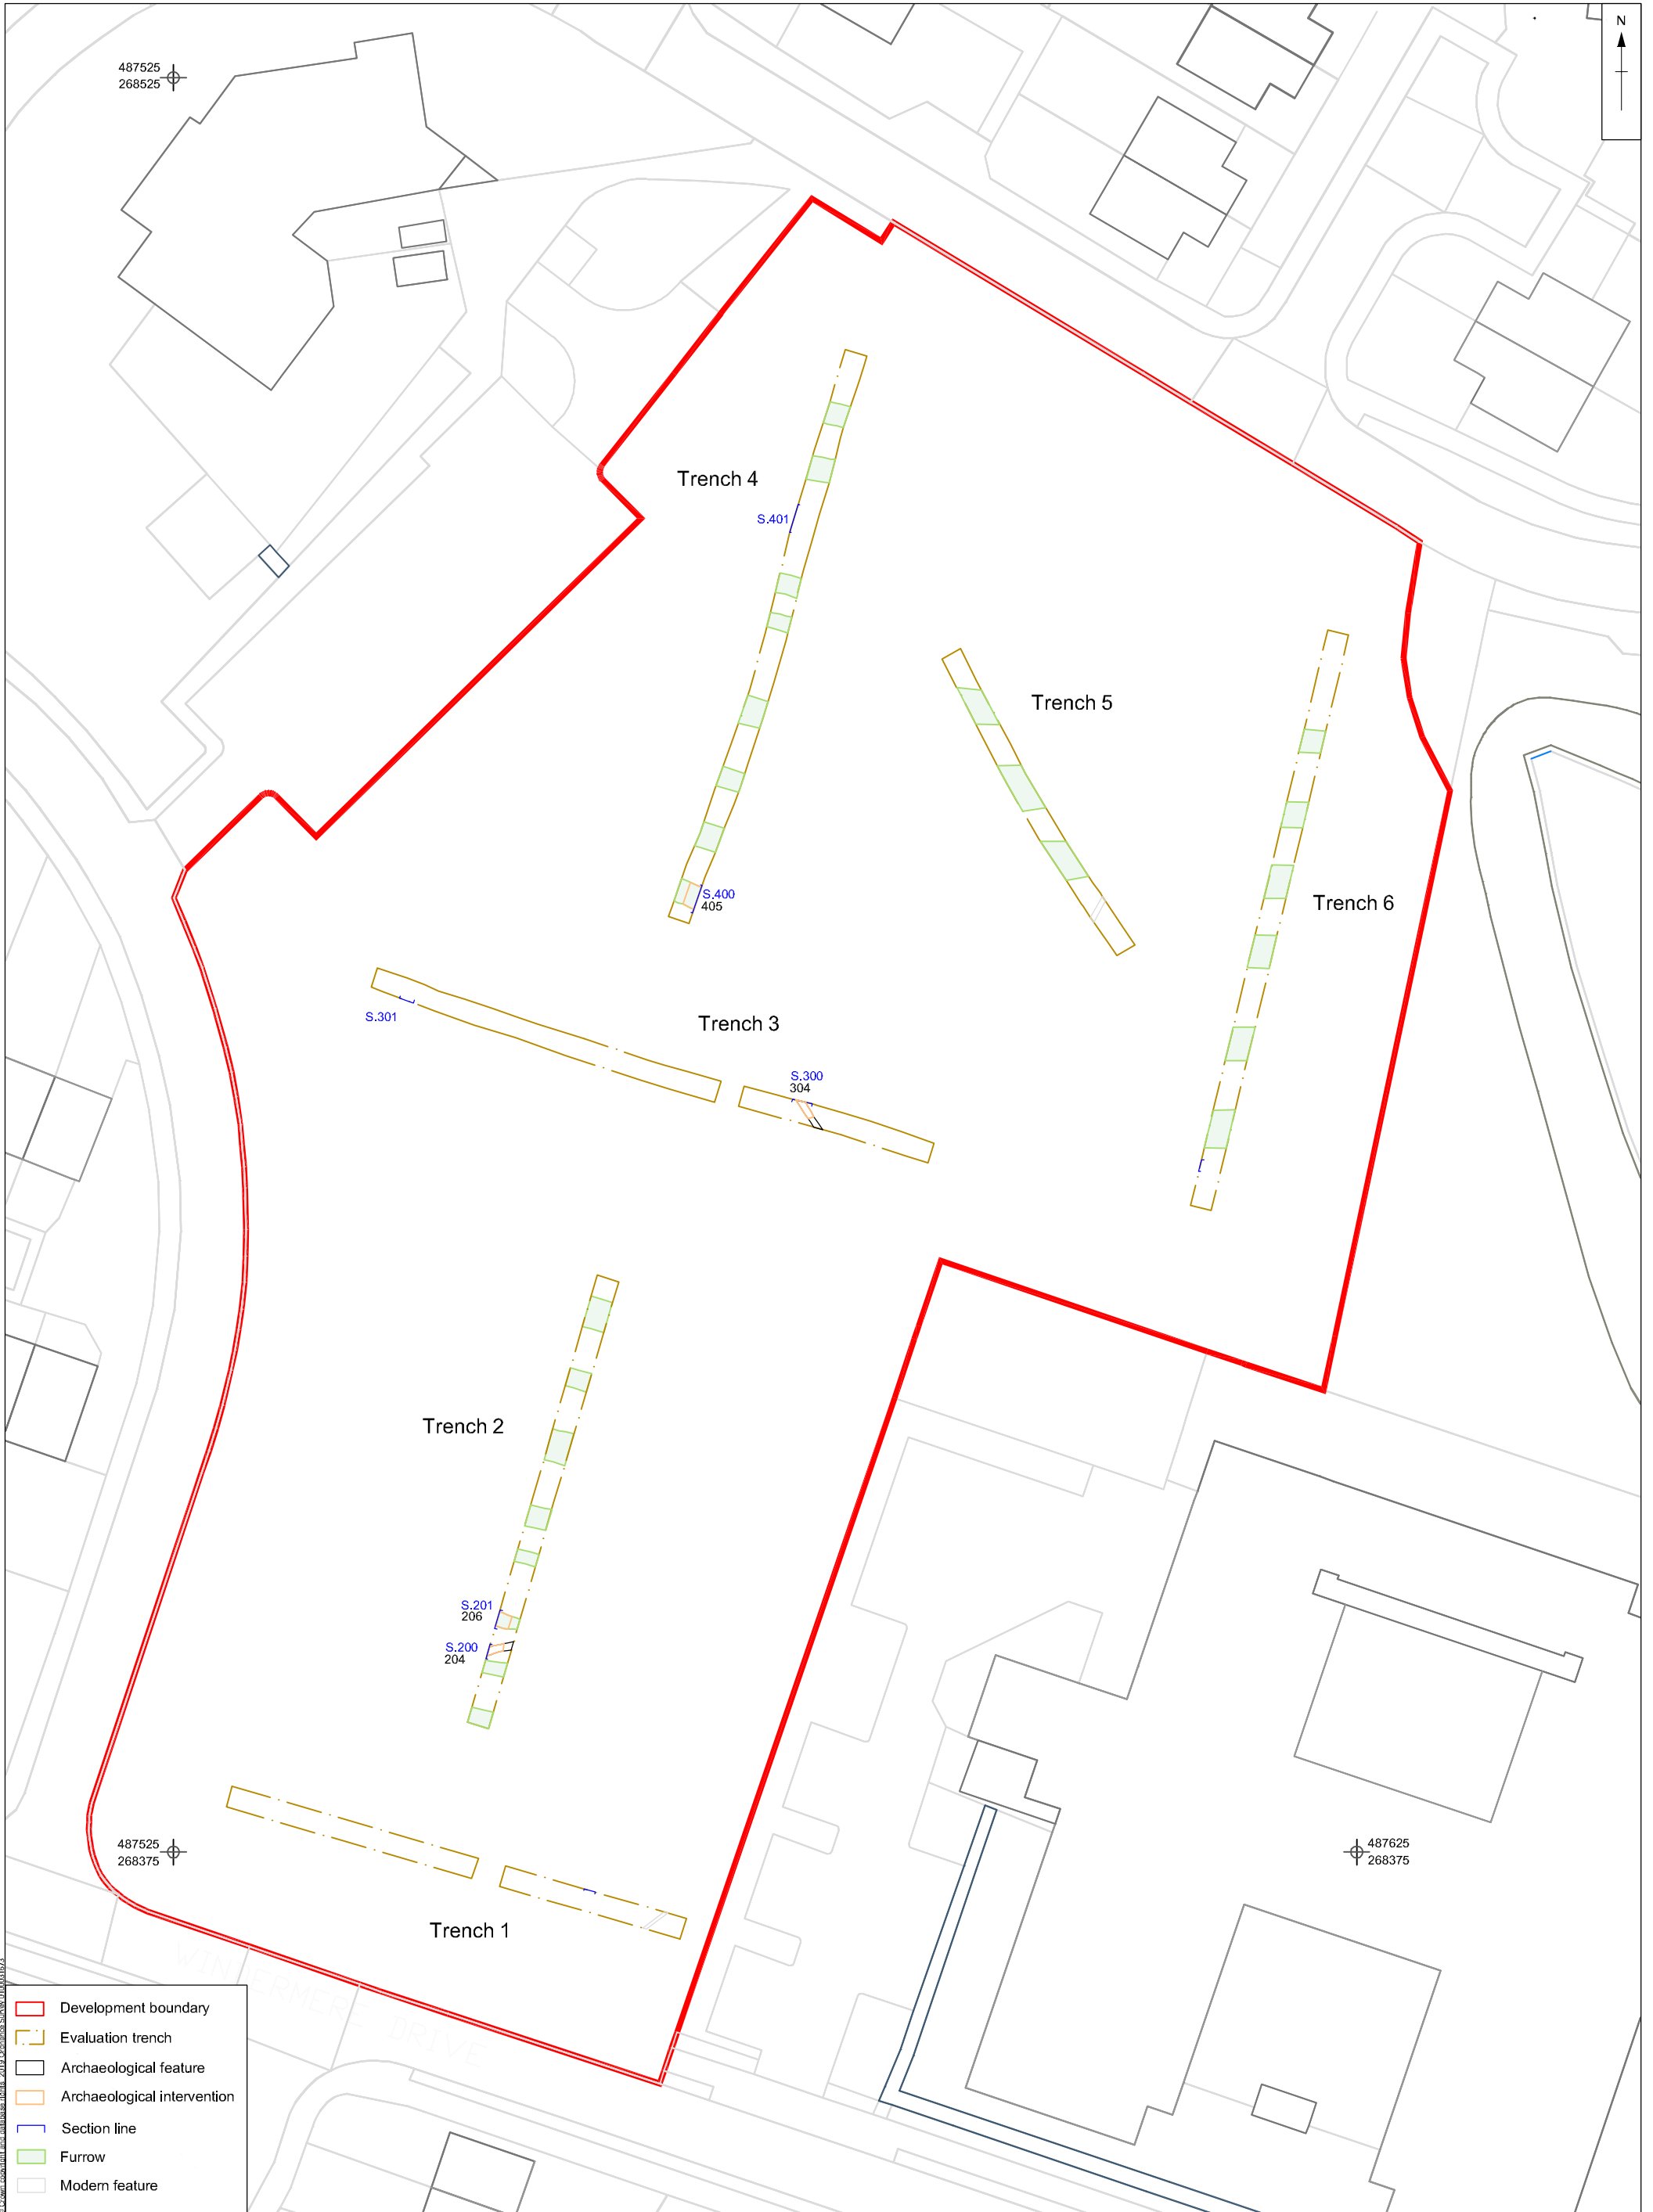 N
487525
268525
Trench 4
S.401
Trench 5
S.400
405
Trench 6
S.301
Trench 3
S.300
304
Trench 2
S.201
206
S.200
204
487525
268375
487625
268375
Trench 1
Development boundary
Evaluation trench
Archaeological feature
Archaeological intervention
Section line
Furrow
Modern feature